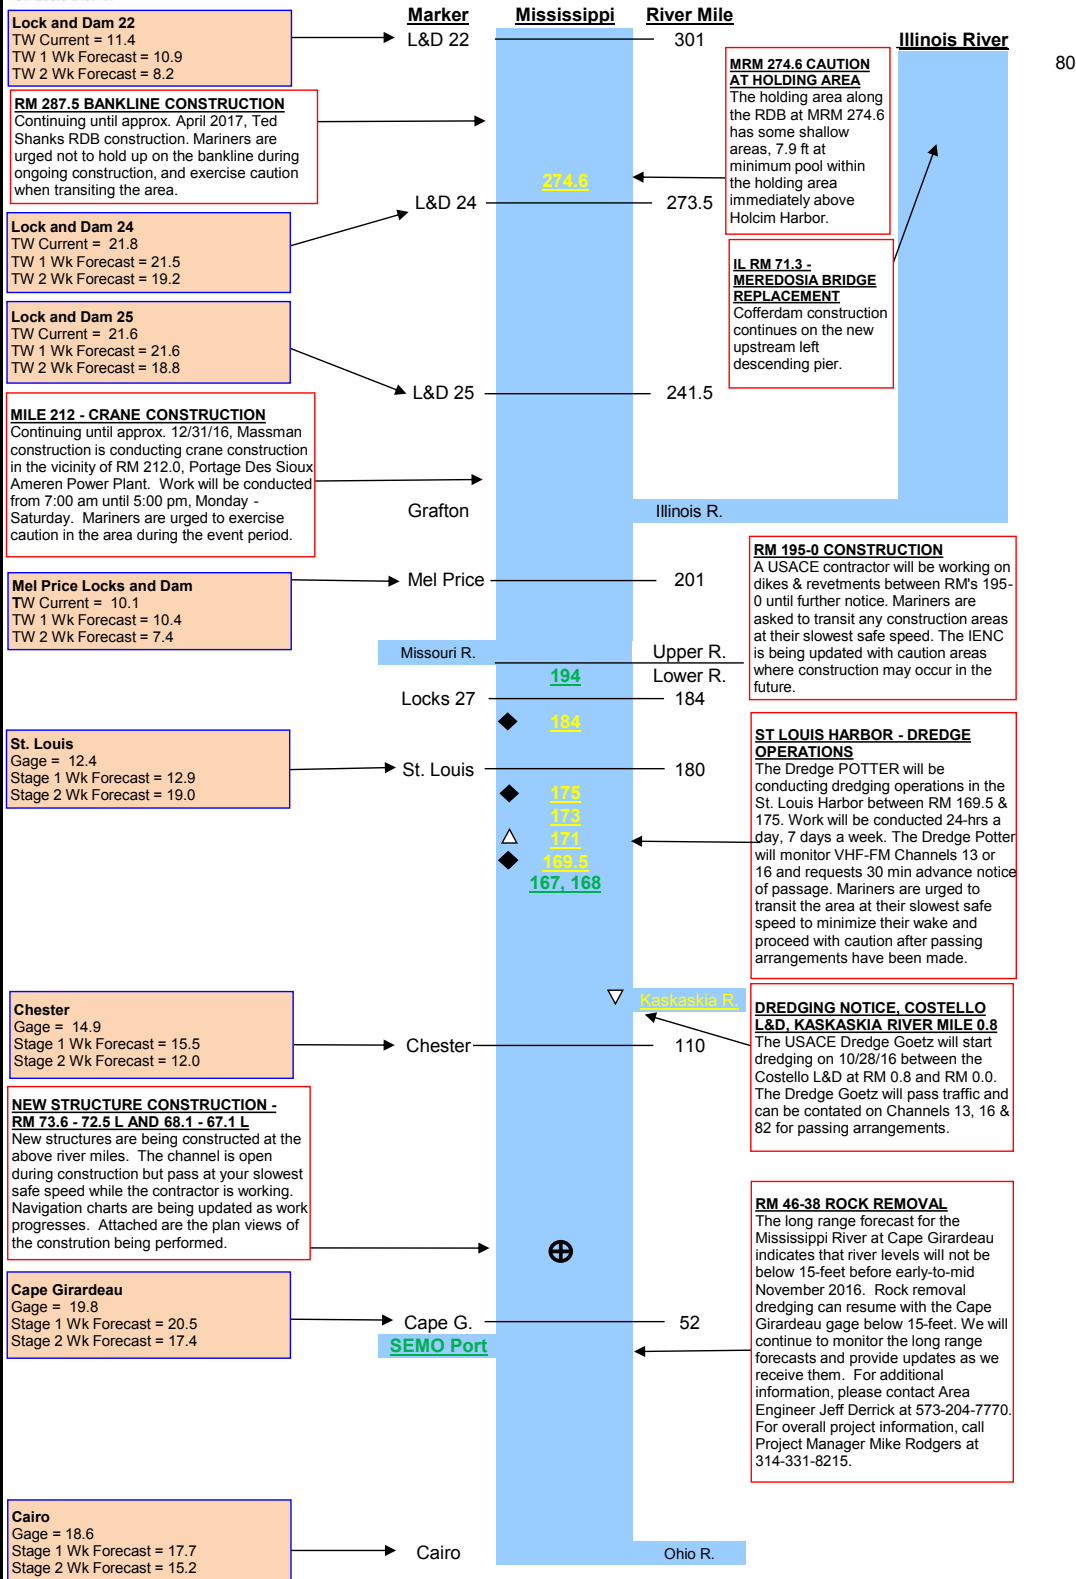 Marker
Mississippi
River Mile
Illinois River
80
Lock and Dam 22
TW Current = 11.4
TW 1 Wk Forecast = 10.9
TW 2 Wk Forecast = 8.2
L&D 22
301
RM 287.5 BANKLINE CONSTRUCTION
Continuing until approx. April 2017, Ted
Shanks RDB construction. Mariners are
urged not to hold up on the bankline during
ongoing construction, and exercise caution
when transiting the area.
MRM 274.6 CAUTION
AT HOLDING AREA
The holding area along
the RDB at MRM 274.6
has some shallow
areas, 7.9 ft at
minimum pool within
the holding area
immediately above
Holcim Harbor.
274.6
L&D 24
273.5
Lock and Dam 24
TW Current = 21.8
TW 1 Wk Forecast = 21.5
TW 2 Wk Forecast = 19.2
IL RM 71.3 -
MEREDOSIA BRIDGE
REPLACEMENT
Cofferdam construction
continues on the new
upstream left
descending pier.
Lock and Dam 25
TW Current = 21.6
TW 1 Wk Forecast = 21.6
TW 2 Wk Forecast = 18.8
L&D 25
241.5
MILE 212 - CRANE CONSTRUCTION
Continuing until approx. 12/31/16, Massman
construction is conducting crane construction
in the vicinity of RM 212.0, Portage Des Sioux
Ameren Power Plant. Work will be conducted
from 7:00 am until 5:00 pm, Monday -
Saturday. Mariners are urged to exercise
caution in the area during the event period.
Grafton
Illinois R.
Mel Price Locks and Dam
TW Current = 10.1
TW 1 Wk Forecast = 10.4
TW 2 Wk Forecast = 7.4
Mel Price
201
RM 195-0 CONSTRUCTION
A USACE contractor will be working on
dikes & revetments between RM's 195-
0 until further notice. Mariners are
asked to transit any construction areas
at their slowest safe speed. The IENC
is being updated with caution areas
where construction may occur in the
future.
Missouri R.
Upper R.
194
Lower R.
Locks 27
184
184
St. Louis
Gage = 12.4
Stage 1 Wk Forecast = 12.9
Stage 2 Wk Forecast = 19.0
St. Louis
180
175
173
171
169.5
167, 168
ST LOUIS HARBOR - DREDGE
OPERATIONS
The Dredge POTTER will be
conducting dredging operations in the
St. Louis Harbor between RM 169.5 &
175. Work will be conducted 24-hrs a
day, 7 days a week. The Dredge Potter
will monitor VHF-FM Channels 13 or
16 and requests 30 min advance notice
of passage. Mariners are urged to
transit the area at their slowest safe
speed to minimize their wake and
proceed with caution after passing
arrangements have been made.
Kaskaskia R.
Chester
Gage = 14.9
Stage 1 Wk Forecast = 15.5
Stage 2 Wk Forecast = 12.0
Chester
110
DREDGING NOTICE, COSTELLO
L&D, KASKASKIA RIVER MILE 0.8
The USACE Dredge Goetz will start
dredging on 10/28/16 between the
Costello L&D at RM 0.8 and RM 0.0.
The Dredge Goetz will pass traffic and
can be contated on Channels 13, 16 &
82 for passing arrangements.
NEW STRUCTURE CONSTRUCTION -
RM 73.6 - 72.5 L AND 68.1 - 67.1 L
New structures are being constructed at the
above river miles. The channel is open
during construction but pass at your slowest
safe speed while the contractor is working.
Navigation charts are being updated as work
progresses. Attached are the plan views of
the constrution being performed.
RM 46-38 ROCK REMOVAL
The long range forecast for the
Mississippi River at Cape Girardeau
indicates that river levels will not be
below 15-feet before early-to-mid
November 2016. Rock removal
dredging can resume with the Cape
Girardeau gage below 15-feet. We will
continue to monitor the long range
forecasts and provide updates as we
receive them. For additional
information, please contact Area
Engineer Jeff Derrick at 573-204-7770.
For overall project information, call
Project Manager Mike Rodgers at
314-331-8215.
Cape Girardeau
Gage = 19.8
Stage 1 Wk Forecast = 20.5
Stage 2 Wk Forecast = 17.4
Cape G.
52
SEMO Port
Cairo
Gage = 18.6
Stage 1 Wk Forecast = 17.7
Stage 2 Wk Forecast = 15.2
Cairo
Ohio R.